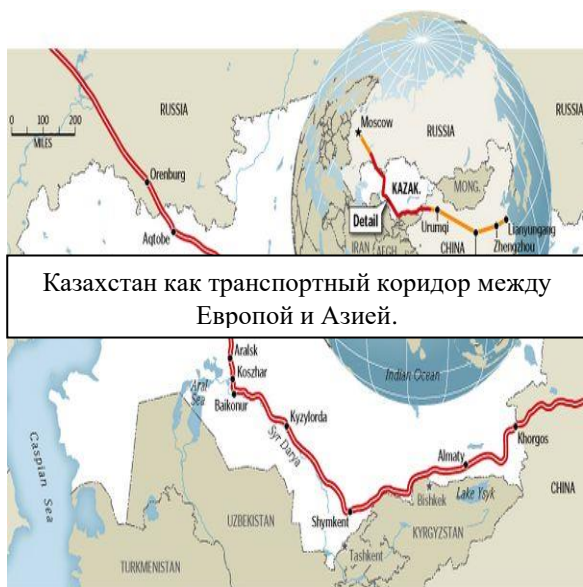 RUSSIA
RUSSIA
0 100 200
MILES
Moscow
RUSSIA
Orenburg
KAZAK.
MONG.
Detail
Aqtobe
Urumqi
Lianyungang
Zhengzhou
IRAN
AFGH.
CHINA
Казахстан как транспортный коридор между
Европой и Азией.
Aralsk
Koszhar
Aral
Sea
Baikonur
Indian Ocean
Kyzylorda
Syr Darya
Caspian Sea
Almaty
Khorgos
Bishkek
Lake Ysyk
CHINA
Shymkent
UZBEKISTAN
KYRGYZSTAN
Tashkent
TURKMENISTAN